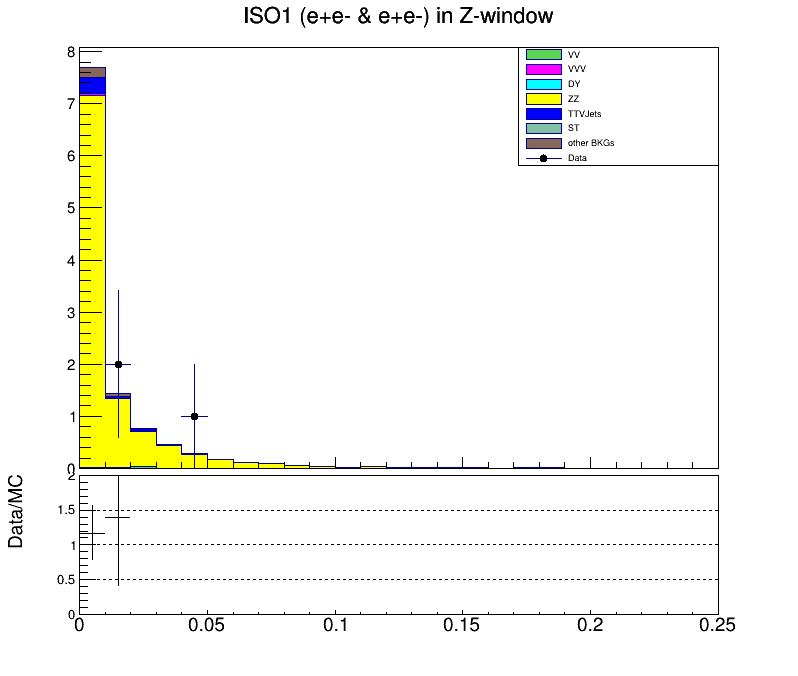 ISO1 (e+e- & e+e-) in Z-window
8
7
6
5
4
3
2
1
0
VV
VVV
DY
ZZ
TTVJets
ST
other BKGs
Data
Data/MC
2
1.5
1
0.5
0
0 0.05 0.1 0.15 0.2 0.25